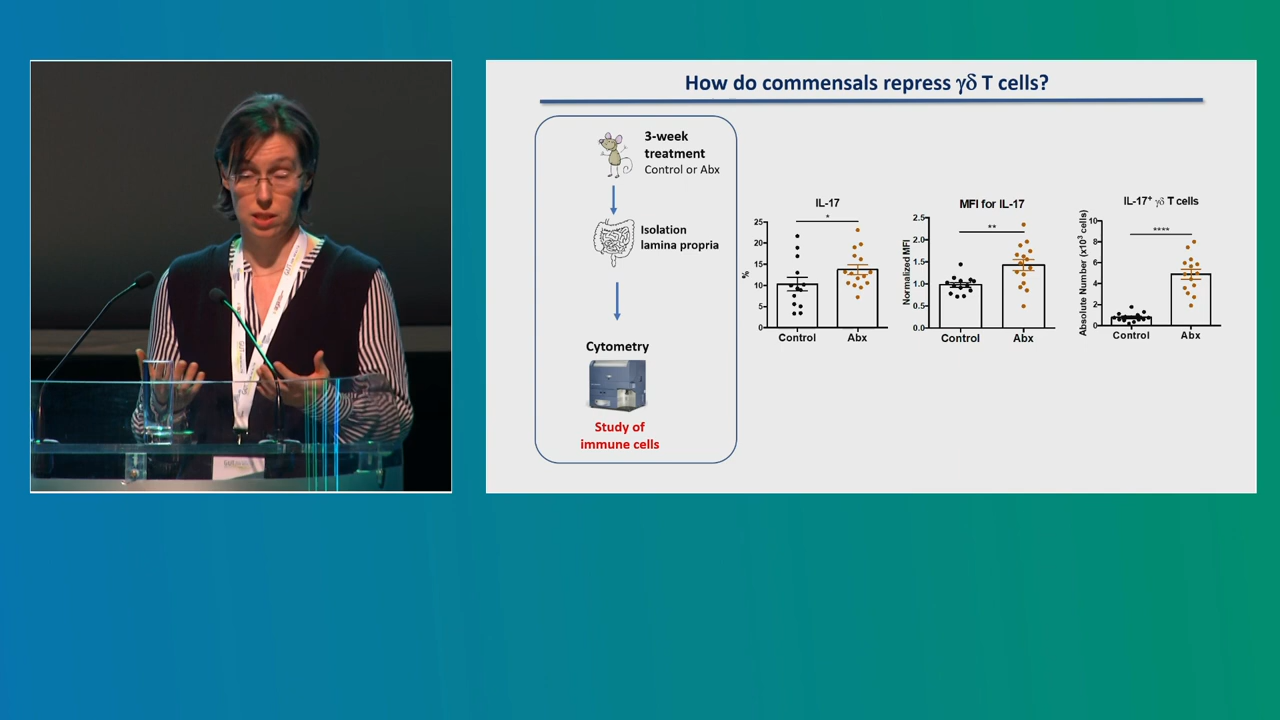 How do commensals repress γδ T cells?
3-week
treatment
Control or Abx
Isolation
lamina propria
Cytometry
Study of
immune cells
IL-17
*
25
20
15
10
5
0
%
Control
Abx
MFI for IL-17
**
2.5
2.0
1.5
1.0
0.5
0.0
Normalized MFI
Control
Abx
IL-17⁺ γδ T cells
****
10
8
6
4
2
0
Absolute Number (x10³ cells)
Control
Abx